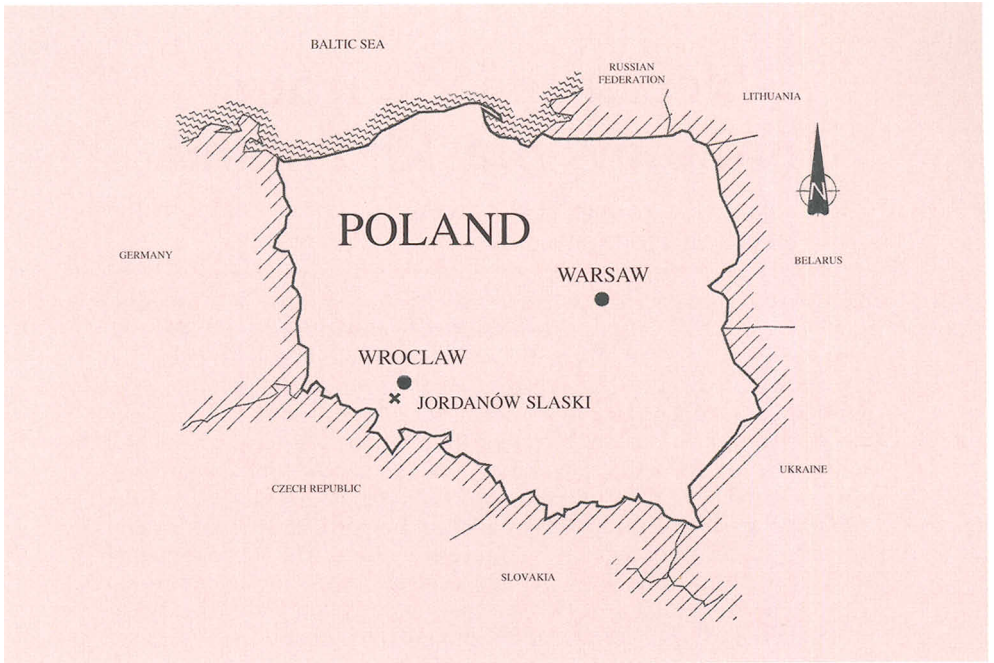 BALTIC SEA
RUSSIAN
FEDERATION
LITHUANIA
N
POLAND
GERMANY
BELARUS
WARSAW
WROCLAW
JORDANÓW SLASKI
UKRAINE
CZECH REPUBLIC
SLOVAKIA